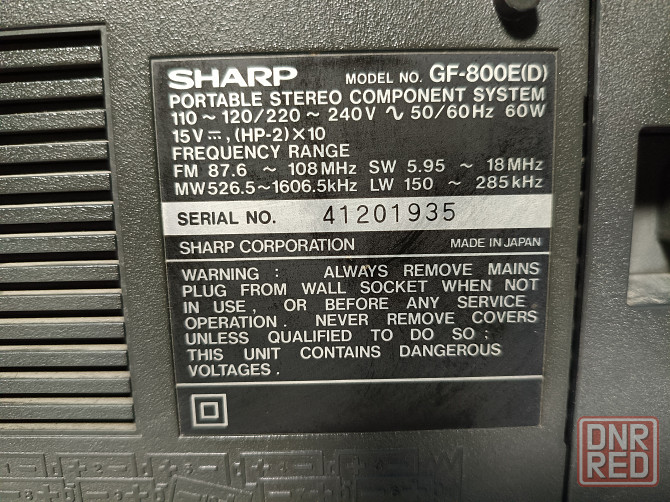 SHARP MODEL NO. GF-800E(D)
PORTABLE STEREO COMPONENT SYSTEM
110 ~ 120/220 ~ 240V ∿ 50/60Hz 60W
15V ⎓, (HP-2)×10
FREQUENCY RANGE
FM 87.6 ~ 108MHz SW 5.95 ~ 18MHz
MW526.5~1606.5kHz LW 150 ~ 285kHz
SERIAL NO. 41201935
SHARP CORPORATION MADE IN JAPAN
WARNING : ALWAYS REMOVE MAINS
PLUG FROM WALL SOCKET WHEN NOT
IN USE, OR BEFORE ANY SERVICE
OPERATION. NEVER REMOVE COVERS
UNLESS QUALIFIED TO DO SO ;
THIS UNIT CONTAINS DANGEROUS
VOLTAGES.
DNR
RED